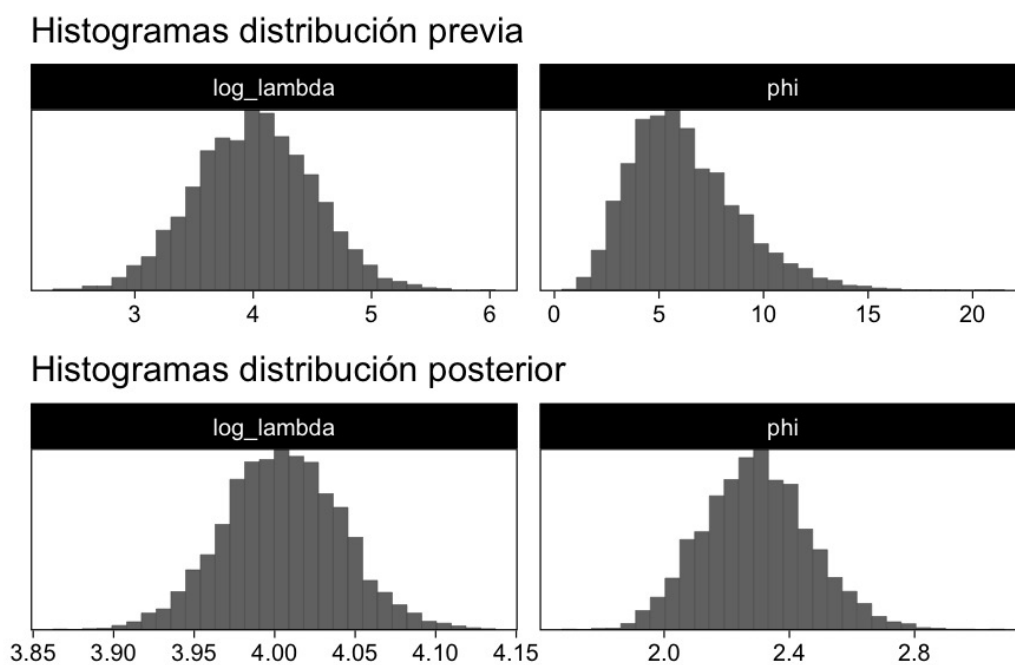 Histogramas distribución previa
log_lambda phi
3 4 5 6 0 5 10 15 20
Histogramas distribución posterior
log_lambda phi
3.85 3.90 3.95 4.00 4.05 4.10 4.15 2.0 2.4 2.8